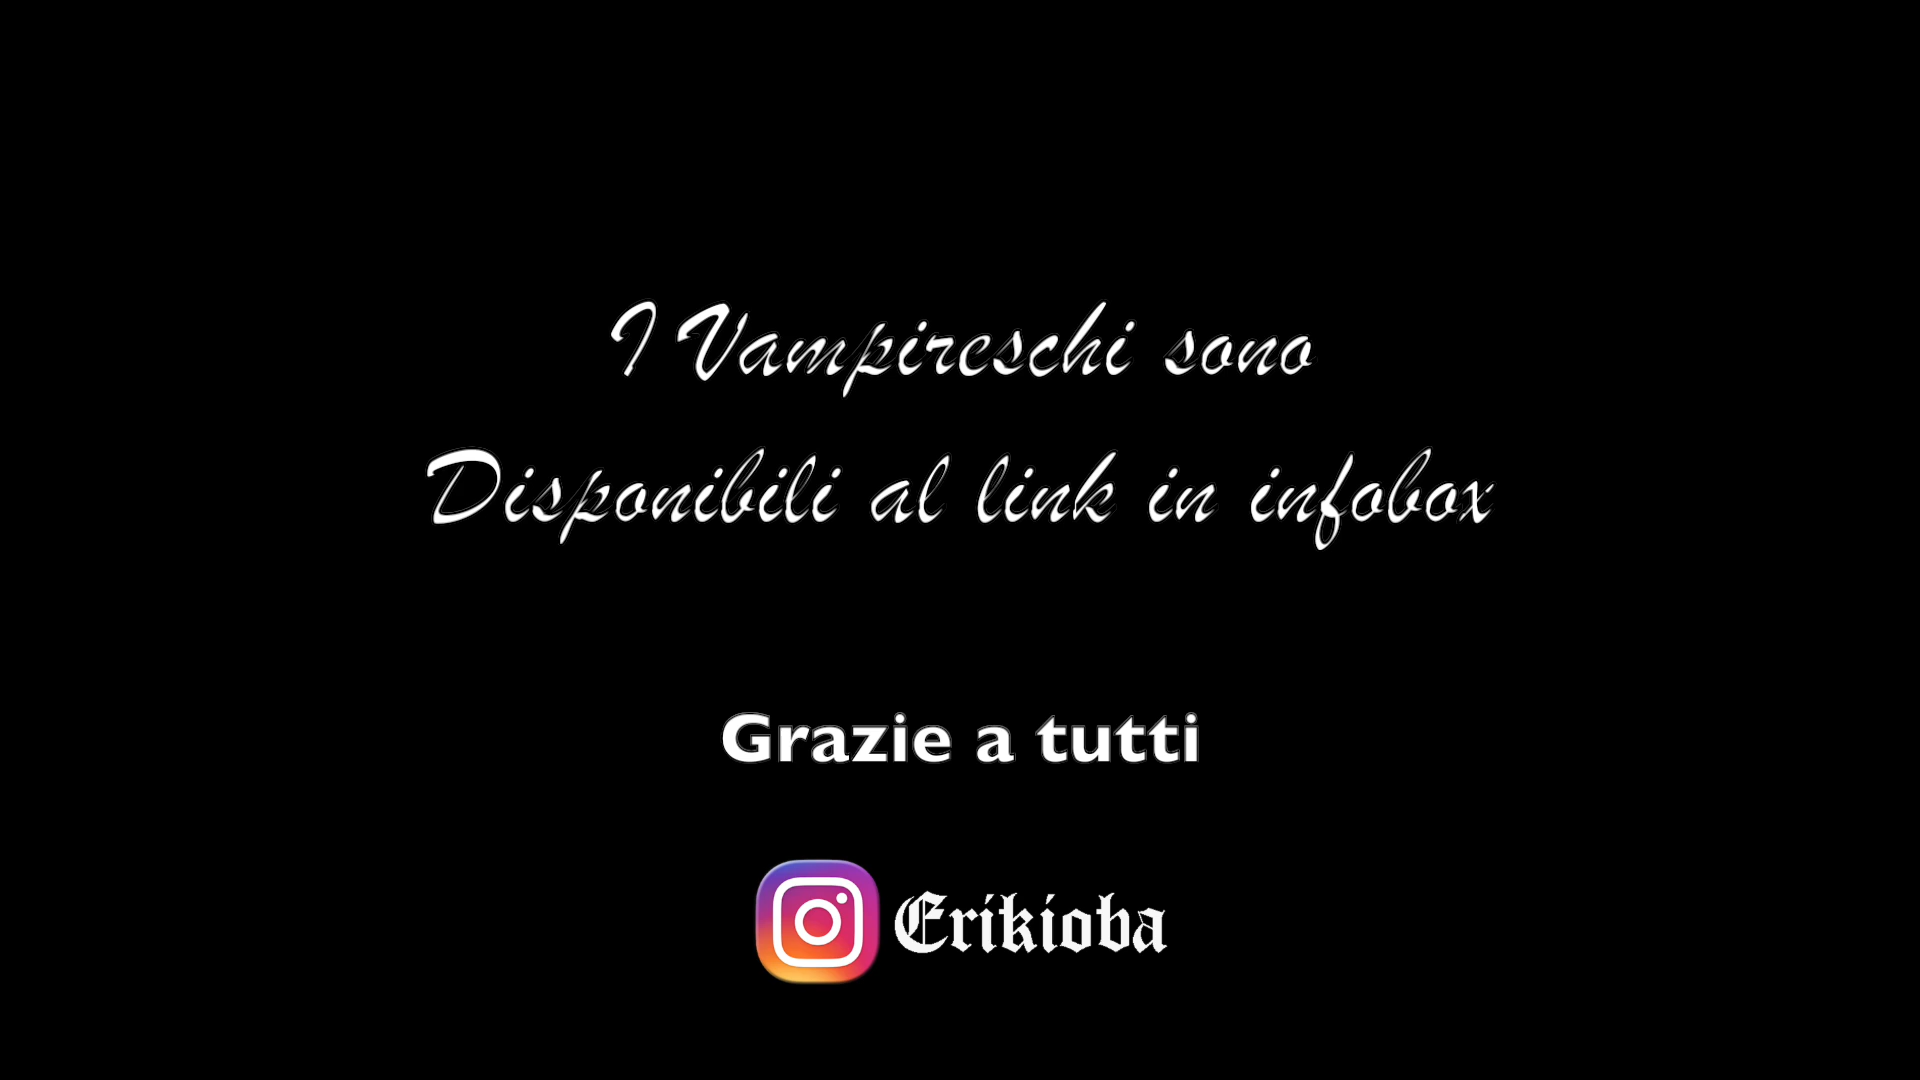 I Vampireschi sono
Disponibili al link in infobox
Grazie a tutti
Erikioba